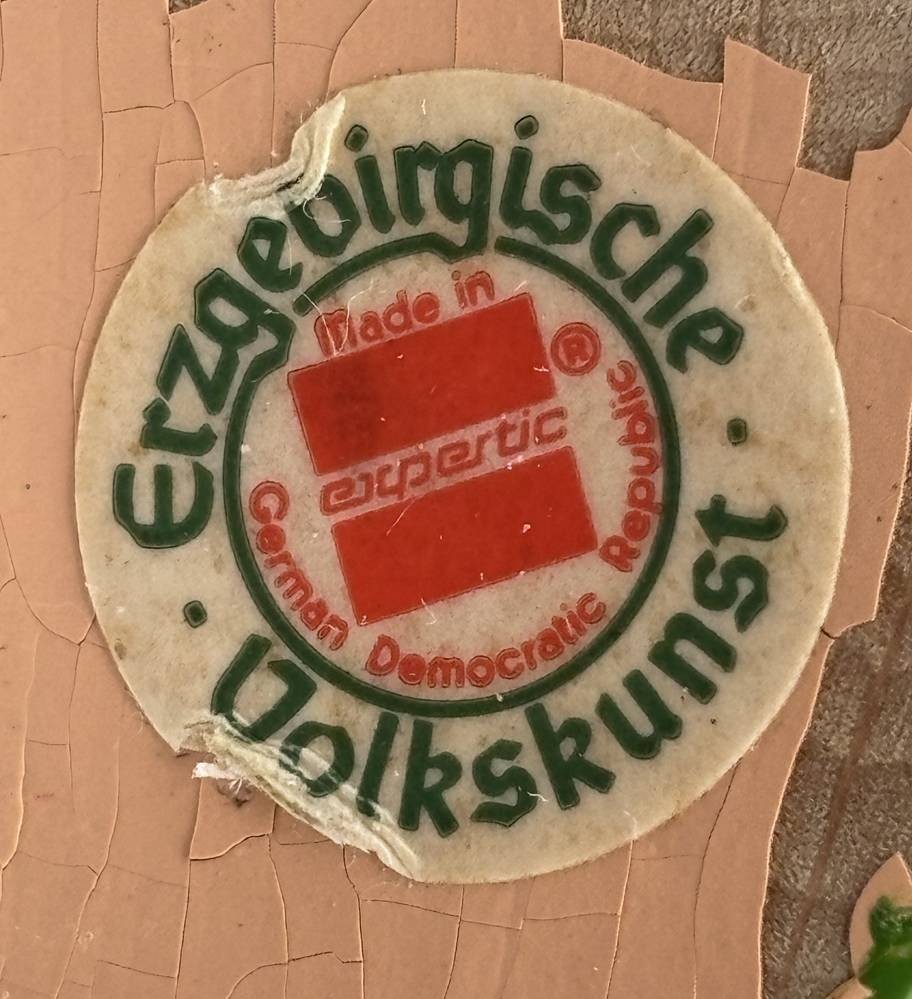 Erzgebirgische
Made in
expertic ®
German Democratic Republic
· Volkskunst ·